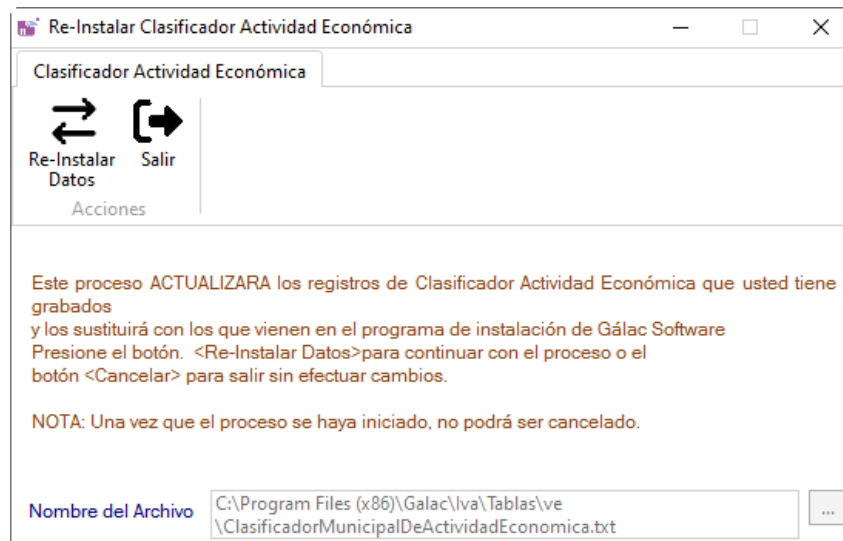 Re-Instalar Clasificador Actividad Económica
Clasificador Actividad Económica
Re-Instalar Datos
Salir
Acciones
Este proceso ACTUALIZARA los registros de Clasificador Actividad Económica que usted tiene
grabados
y los sustituirá con los que vienen en el programa de instalación de Gálac Software
Presione el botón.  <Re-Instalar Datos>para continuar con el proceso o el
botón <Cancelar> para salir sin efectuar cambios.
NOTA: Una vez que el proceso se haya iniciado, no podrá ser cancelado.
Nombre del Archivo
C:\Program Files (x86)\Galac\Iva\Tablas\ve
\ClasificadorMunicipalDeActividadEconomica.txt
...